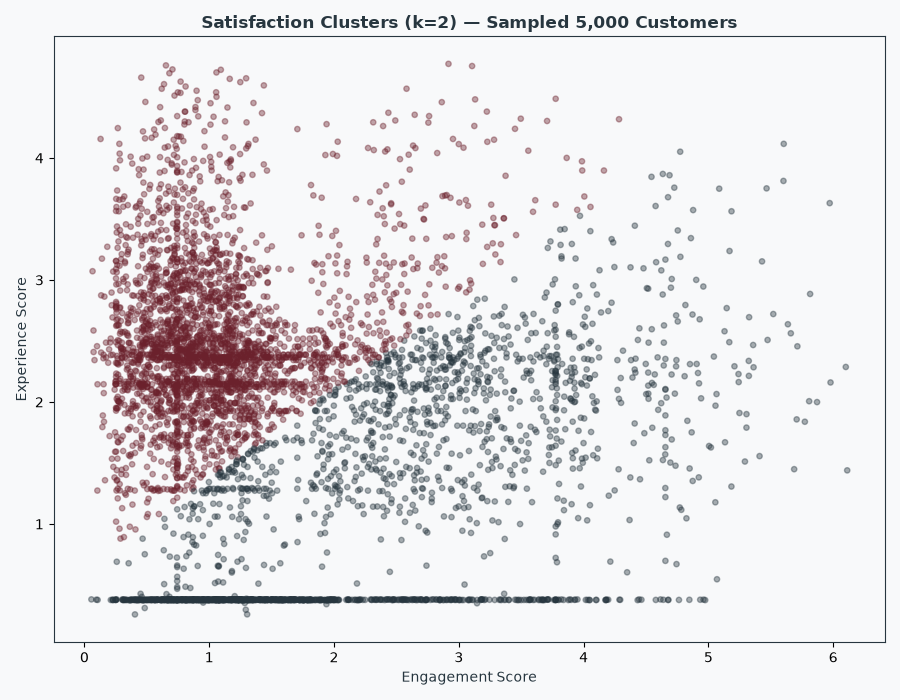 Satisfaction Clusters (k=2) — Sampled 5,000 Customers
4
3
2
1
Experience Score
0 1 2 3 4 5 6
Engagement Score